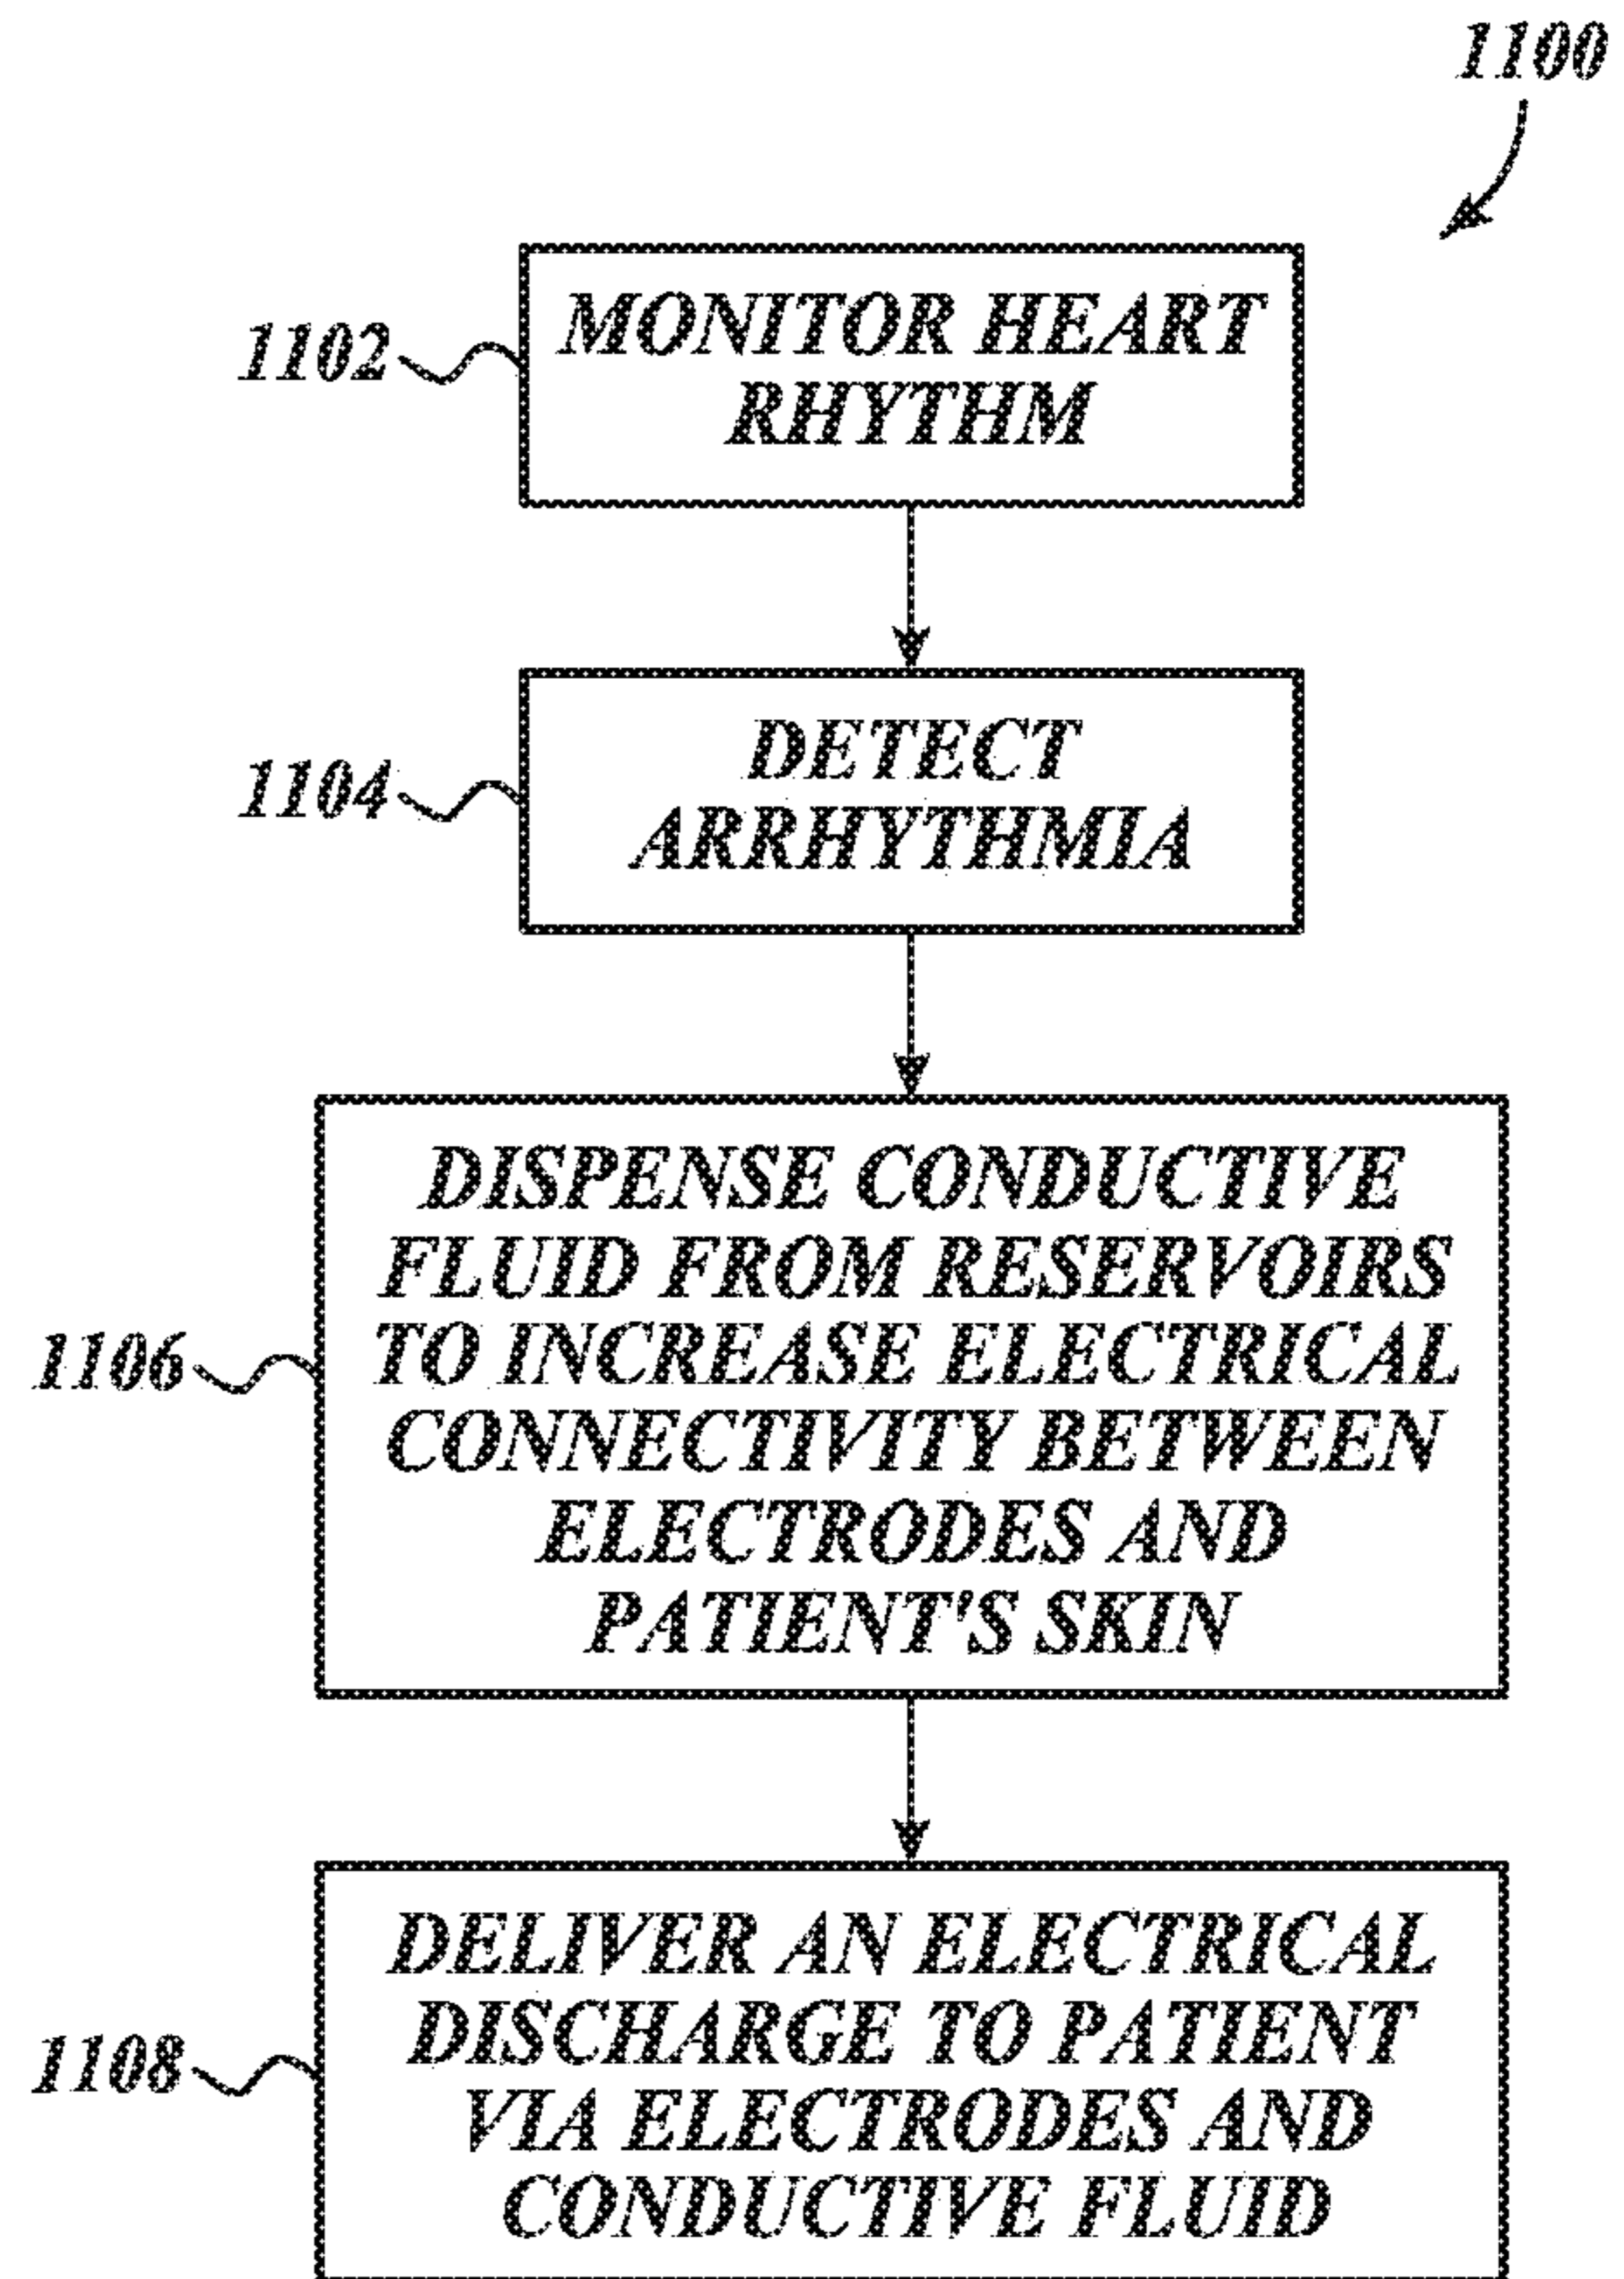 1100
1102
MONITOR HEART
RHYTHM
1104
DETECT
ARRHYTHMIA
1106
DISPENSE CONDUCTIVE
FLUID FROM RESERVOIRS
TO INCREASE ELECTRICAL
CONNECTIVITY BETWEEN
ELECTRODES AND
PATIENT'S SKIN
1108
DELIVER AN ELECTRICAL
DISCHARGE TO PATIENT
VIA ELECTRODES AND
CONDUCTIVE FLUID